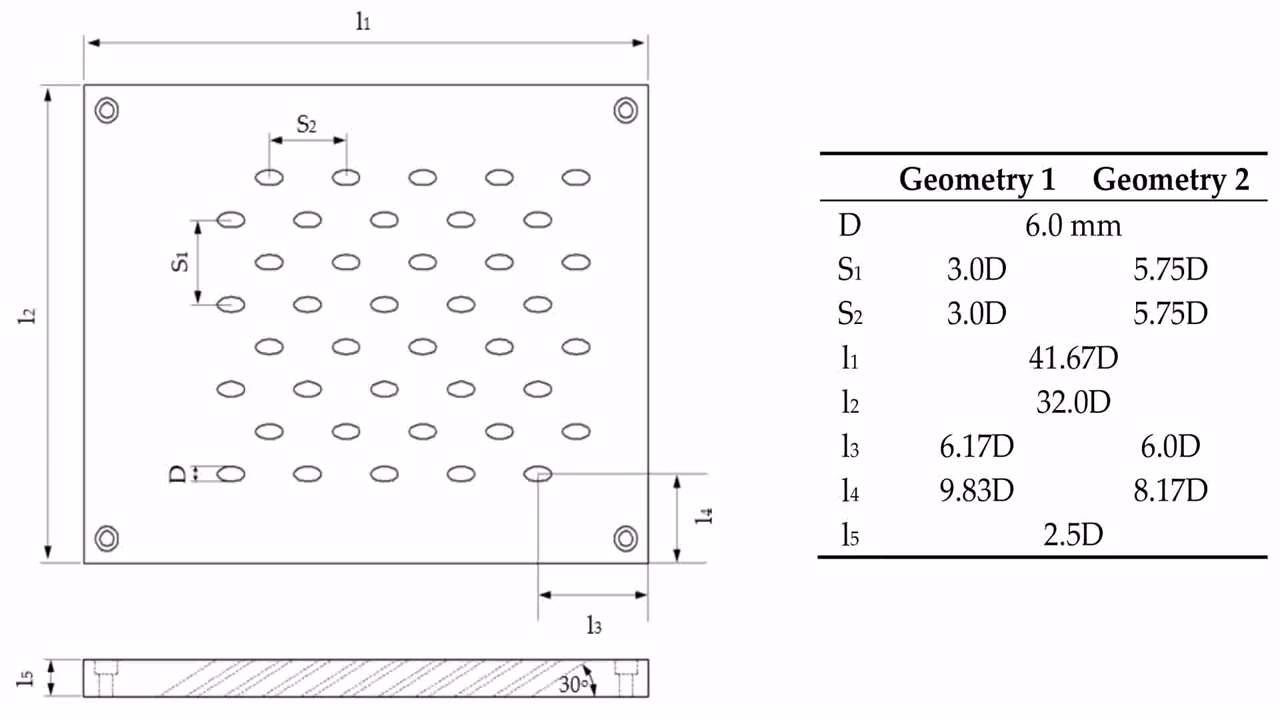 l1
S2
S1
l2
D
l4
l3
l5
30°
Geometry 1 Geometry 2
D 6.0 mm
S1 3.0D 5.75D
S2 3.0D 5.75D
l1 41.67D
l2 32.0D
l3 6.17D 6.0D
l4 9.83D 8.17D
l5 2.5D